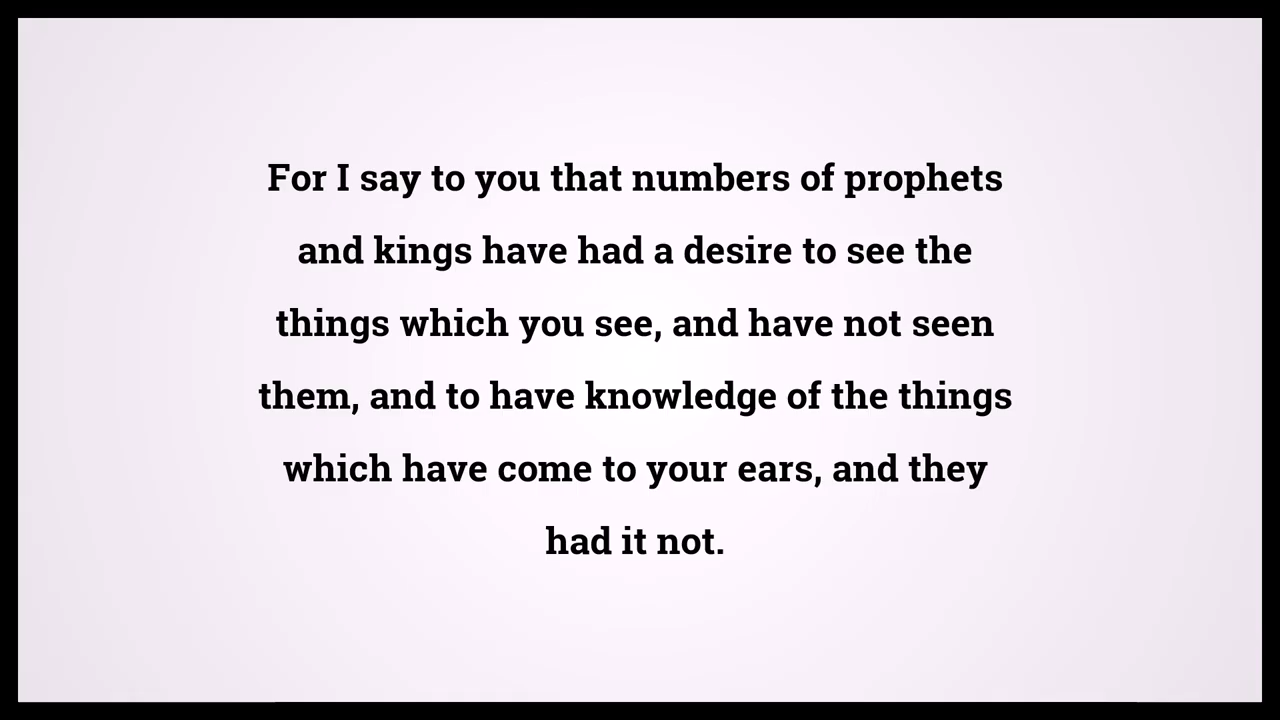 For I say to you that numbers of prophets
and kings have had a desire to see the
things which you see, and have not seen
them, and to have knowledge of the things
which have come to your ears, and they
had it not.